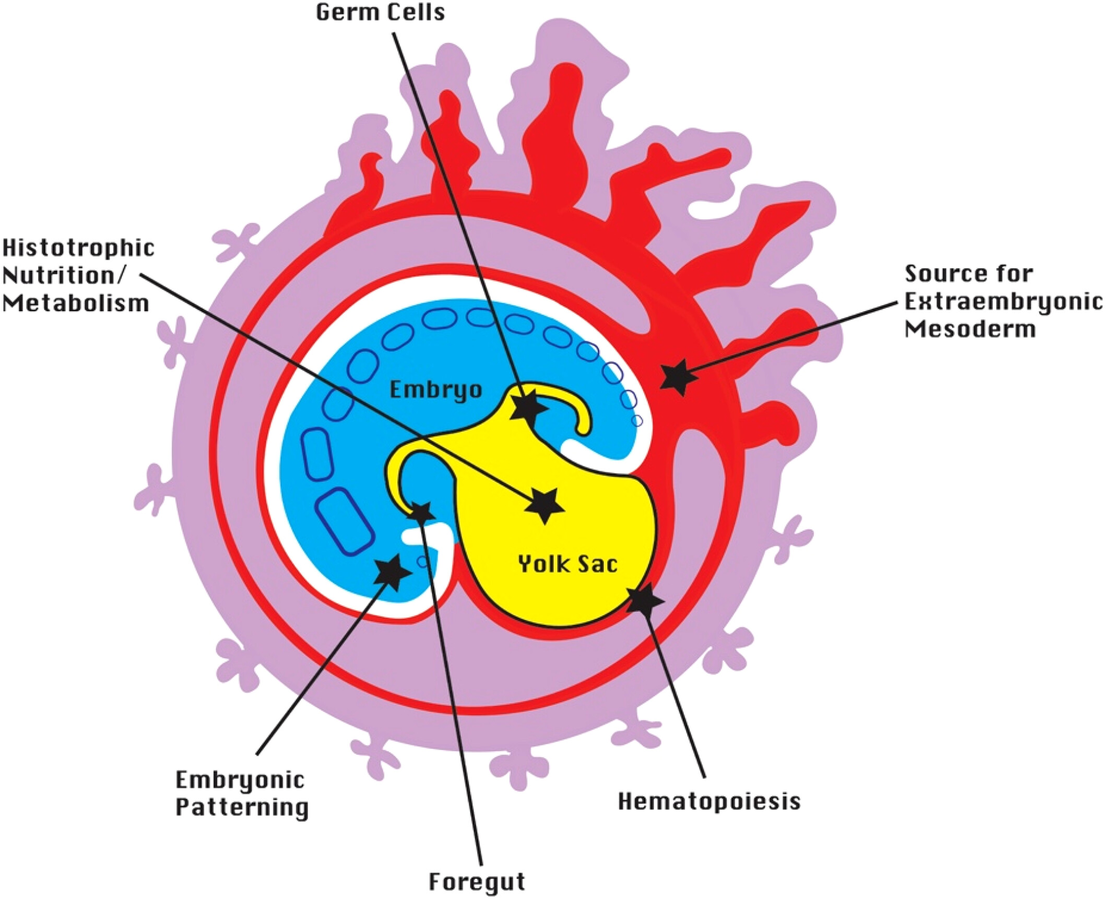 Germ Cells
Histotrophic
Nutrition/
Metabolism
Source for
Extraembryonic
Mesoderm
Embryo
Yolk Sac
Embryonic
Patterning
Hematopoiesis
Foregut